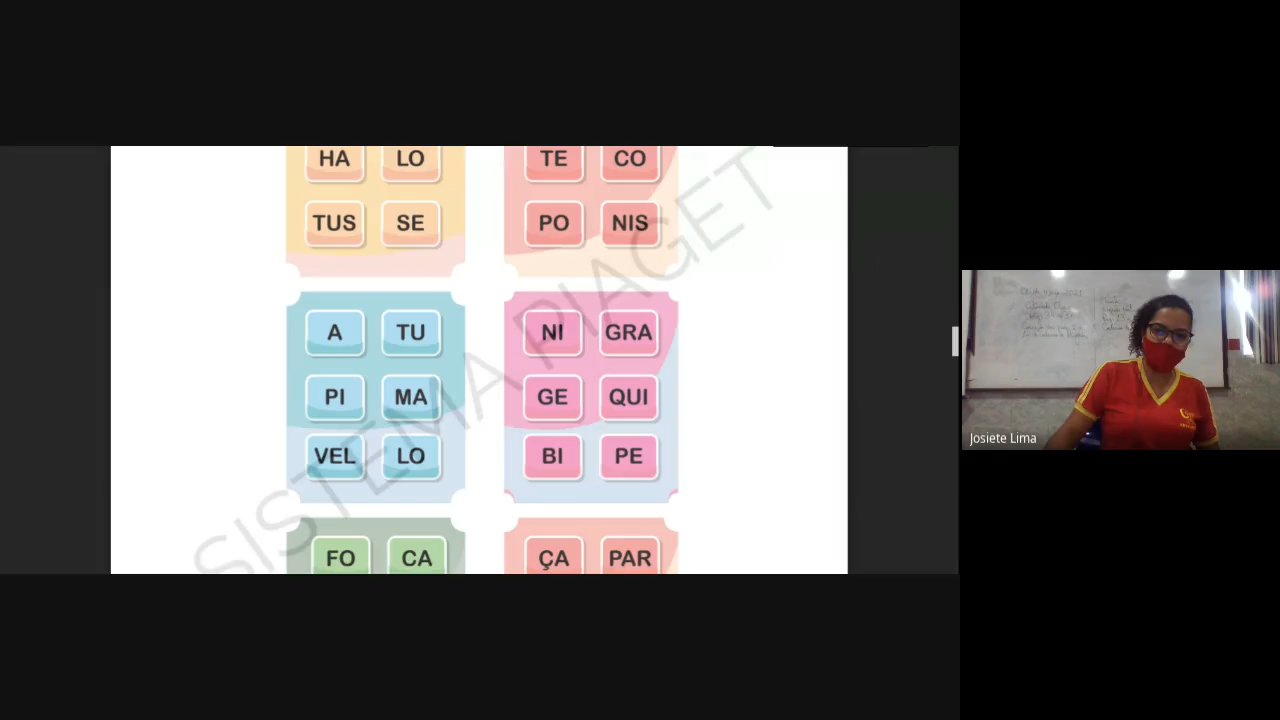 HA LO
TUS SE
TE CO
PO NIS
A TU
PI MA
VEL LO
NI GRA
GE QUI
BI PE
FO CA
ÇA PAR
SISTEMA PIAGET
Josiete Lima